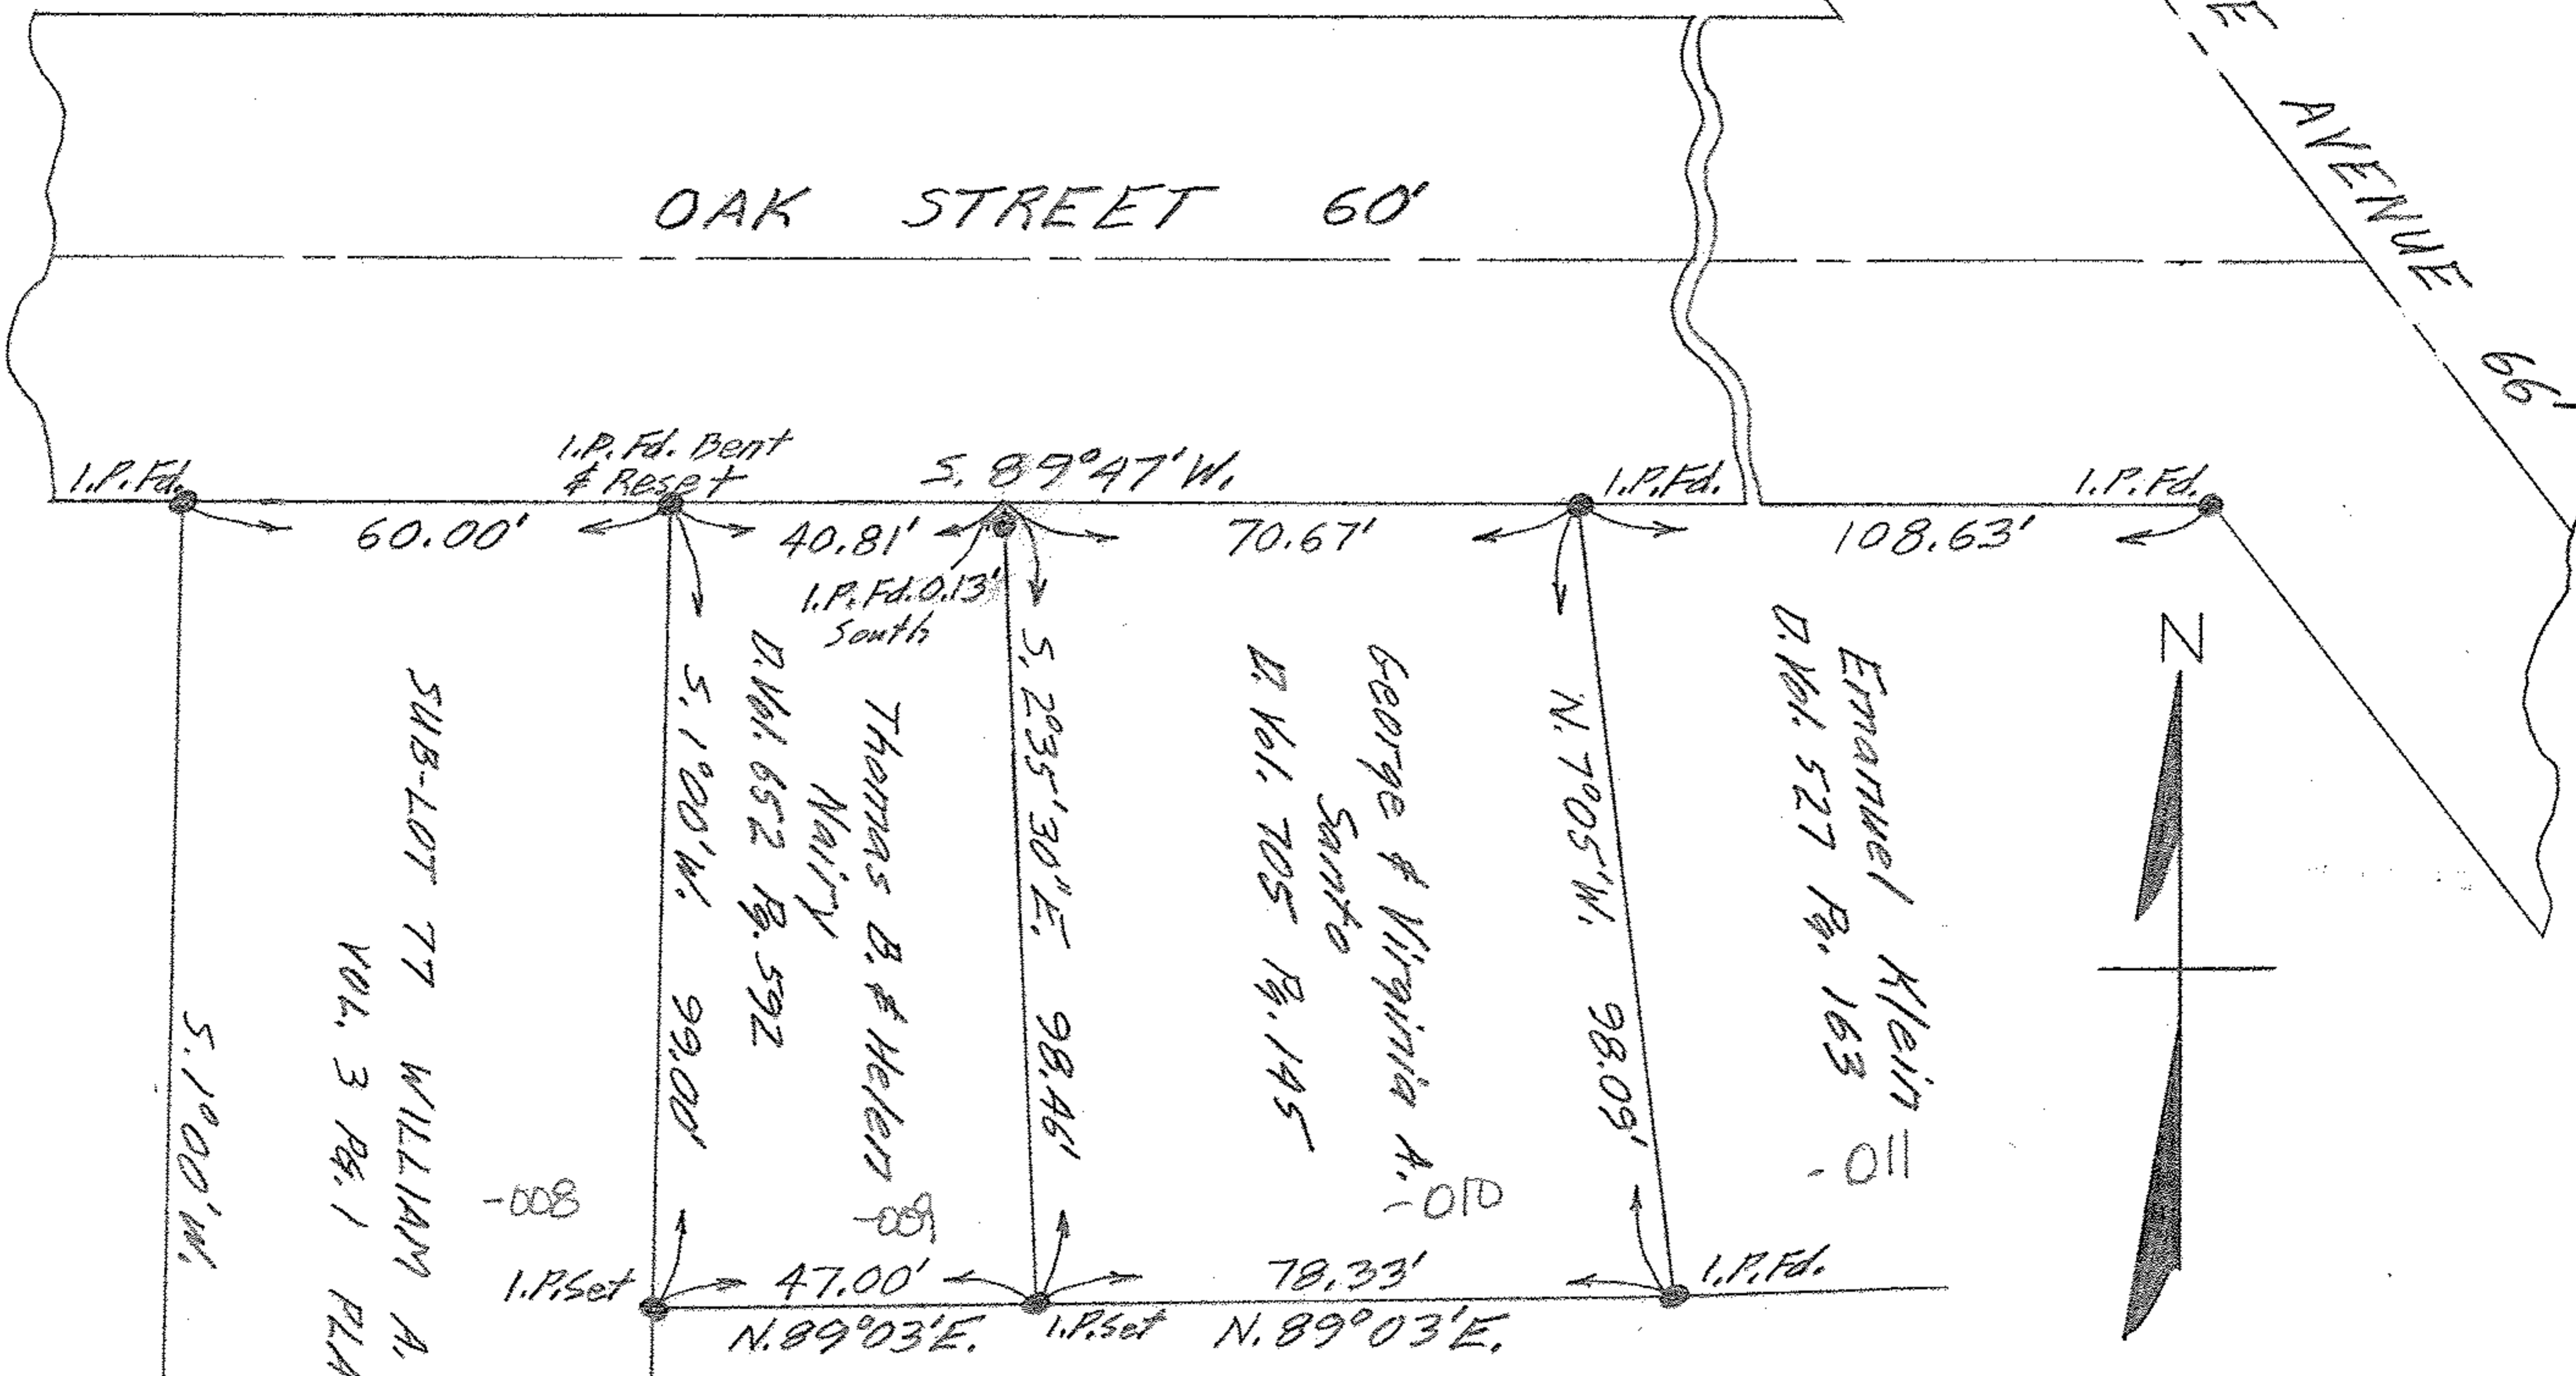 E AVENUE 66'
OAK STREET 60'
I.P. Fd.
I.P. Fd. Bent
& Reset
S. 89°47' W.
I.P. Fd.
I.P. Fd.
60.00'
40.81'
70.67'
108.63'
I.P. Fd. 0.13'
South
N
S. 1°00' W.
SUB-LOT 77 WILLIAM A.
VOL. 3 PG. 1 PLA
-008
S. 1°00' W. 99.00'
Thomas B. & Helen
Nairy
D. Vol. 652 Pg. 592
-009
S. 2°35'30" E. 98.46'
George & Virginia A.
Santo
D. Vol. 705 Pg. 145
-010
N. 7°05' W. 98.09'
Emanuel Klein
D. Vol. 527 Pg. 163
-011
I.P. Set
47.00'
78.33'
I.P. Fd.
N. 89°03' E.
I.P. Set
N. 89°03' E.